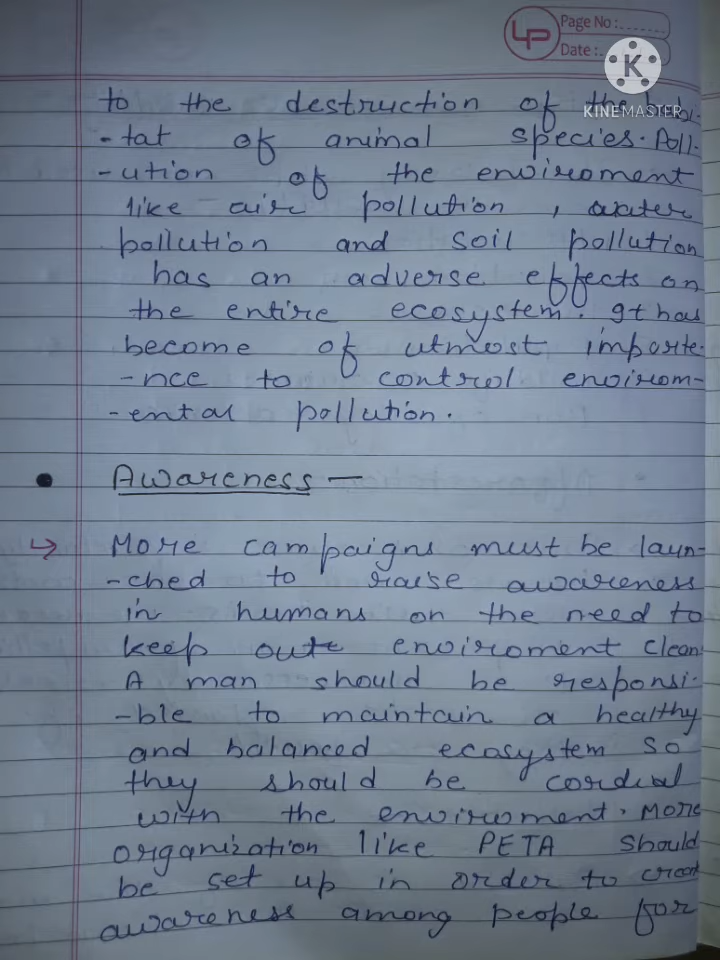 4P
Page No :
Date :
K
KINEMASTER
to the destruction of the habi-
-tat of animal species. Poll-
-ution of the enviroment
like air pollution, water
pollution and soil pollution
has an adverse effects on
the entire ecosystem. It has
become of utmost importe-
-nce to control envirom-
-ental pollution.
• Awareness —
↳ More campaigns must be laun-
-ched to raise awareness
in humans on the need to
keep our enviroment clean.
A man should be responsi-
-ble to maintain a healthy
and balanced ecosystem so
they should be cordial
with the enviroment. More
organization like PETA should
be set up in order to creat
awareness among people for